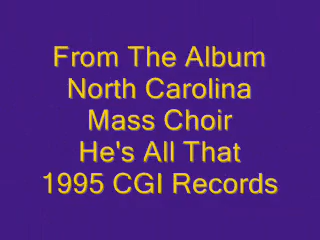 From The Album
North Carolina
Mass Choir
He's All That
1995 CGI Records